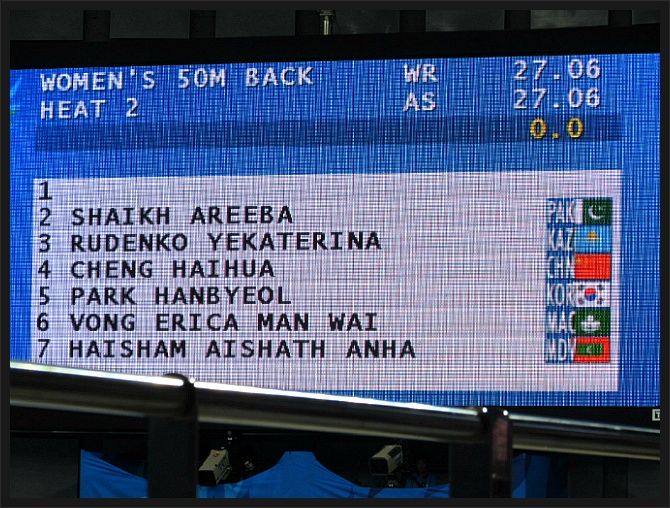 WOMEN'S 50M BACK WR 27.06
HEAT 2 AS 27.06
0.0
1
2 SHAIKH AREEBA PAK
3 RUDENKO YEKATERINA KAZ
4 CHENG HAIHUA CHN
5 PARK HANBYEOL KOR
6 VONG ERICA MAN WAI MAC
7 HAISHAM AISHATH ANHA MDV